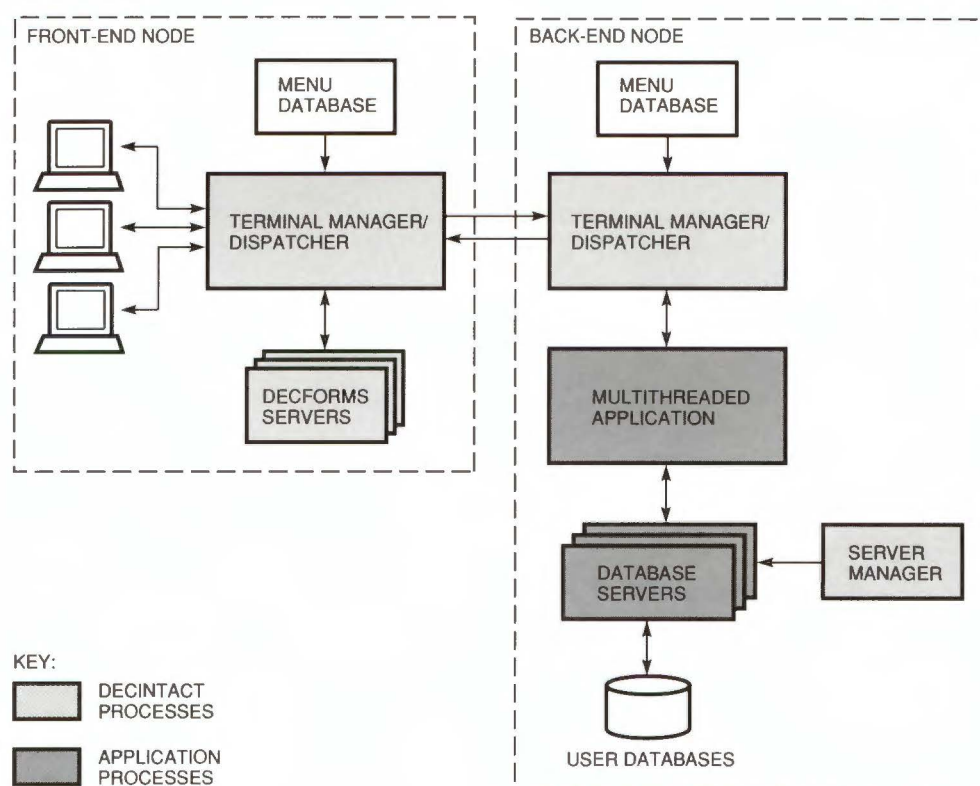 FRONT-END NODE
MENU
DATABASE
TERMINAL MANAGER/
DISPATCHER
DECFORMS
SERVERS
BACK-END NODE
MENU
DATABASE
TERMINAL MANAGER/
DISPATCHER
MULTITHREADED
APPLICATION
DATABASE
SERVERS
SERVER
MANAGER
USER DATABASES
KEY:
DECINTACT
PROCESSES
APPLICATION
PROCESSES